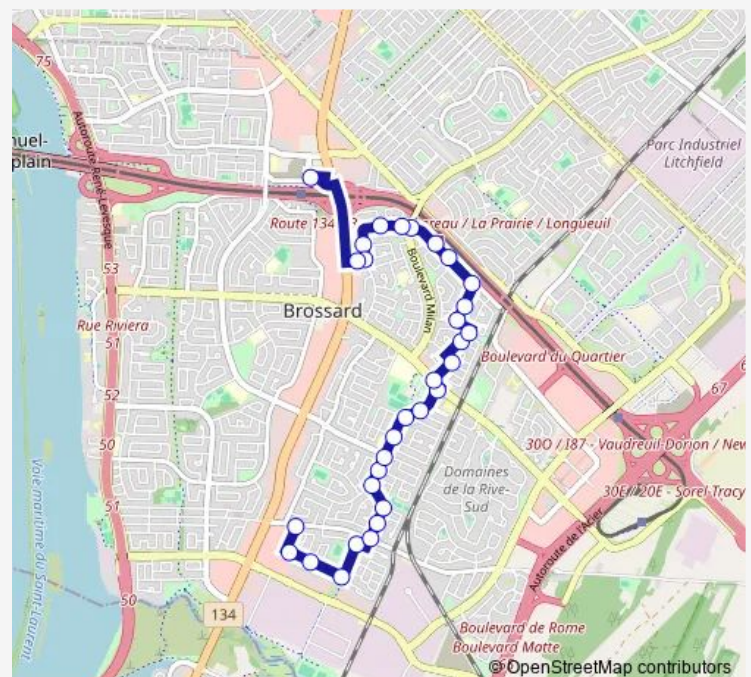 75
Autoroute René-Lévesque
nuel-
plain
Parc Industriel
Litchfield
Route 134
reau / La Prairie / Longueuil
53
Boulevard Milan
Brossard
Rue Riviera
51
Boulevard du Quartier
52
67
50
30O / I87 - Vaudreuil-Dorion / New
Domaines
de la Rive-
Sud
30E / 20E - Sorel-Tracy
51
Voie maritime du Saint-Laurent
Autoroute de l'Acier
50
134
Boulevard de Rome
Boulevard Matte
© OpenStreetMap contributors